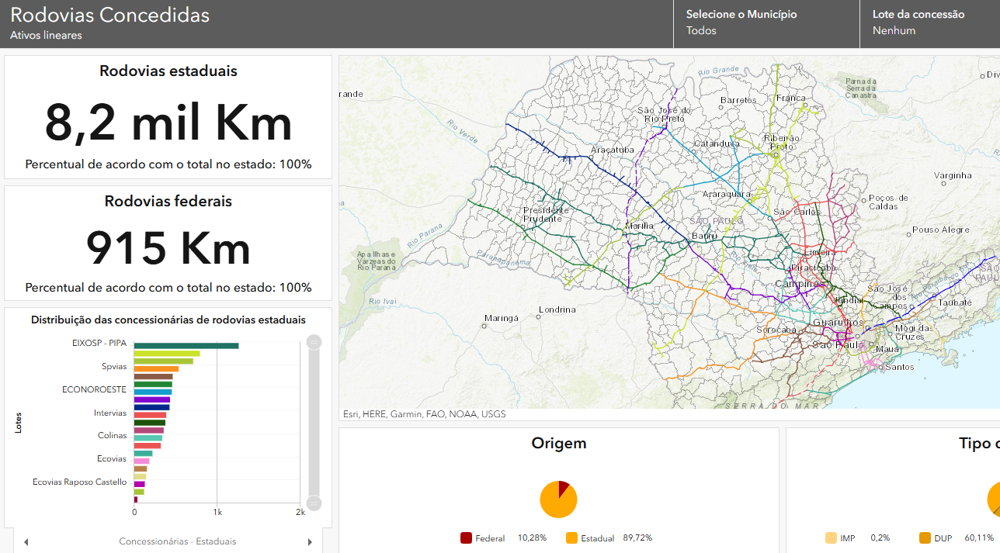 Rodovias Concedidas
Ativos lineares
Selecione o Município
Todos
Lote da concessão
Nenhum
Rodovias estaduais
8,2 mil Km
Percentual de acordo com o total no estado: 100%
Rodovias federais
915 Km
Percentual de acordo com o total no estado: 100%
Distribuição das concessionárias de rodovias estaduais
Lotes
EIXOSP - PIPA
Spvias
ECONOROESTE
Intervias
Colinas
Ecovias
Ecovias Raposo Castello
0
1k
2k
Concessionárias - Estaduais
rande
Rio Grande
Parna da
Serra da
Canastra
Div
Barretos
Franca
São José do
Rio Preto
Rio Verde
Catanduva
Ribeirão
Preto
Araçatuba
Varginha
Araraquara
Poços de
Caldas
São Carlos
Presidente
Prudente
SÃO PAULO
Marília
Bauru
Pouso Alegre
Rio Parana
Apa Ilhas e
Várzeas do
Rio Paraná
Paranapanema
Limeira
Piracicaba
Campinas
São José
dos
Campos
Jundiaí
Taubaté
Rio Ivaí
Londrina
Maringá
Guarulhos
Sorocaba
Mogi das
Cruzes
São Paulo
Mauá
Santos
SERRA DO MAR
Esri, HERE, Garmin, FAO, NOAA, USGS
Origem
Federal 10,28%
Estadual 89,72%
Tipo d
IMP 0,2%
DUP 60,11%